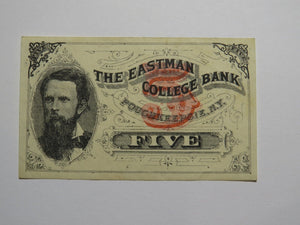 THE EASTMAN
COLLEGE BANK
POUGHKEEPSIE, N.Y.
FIVE